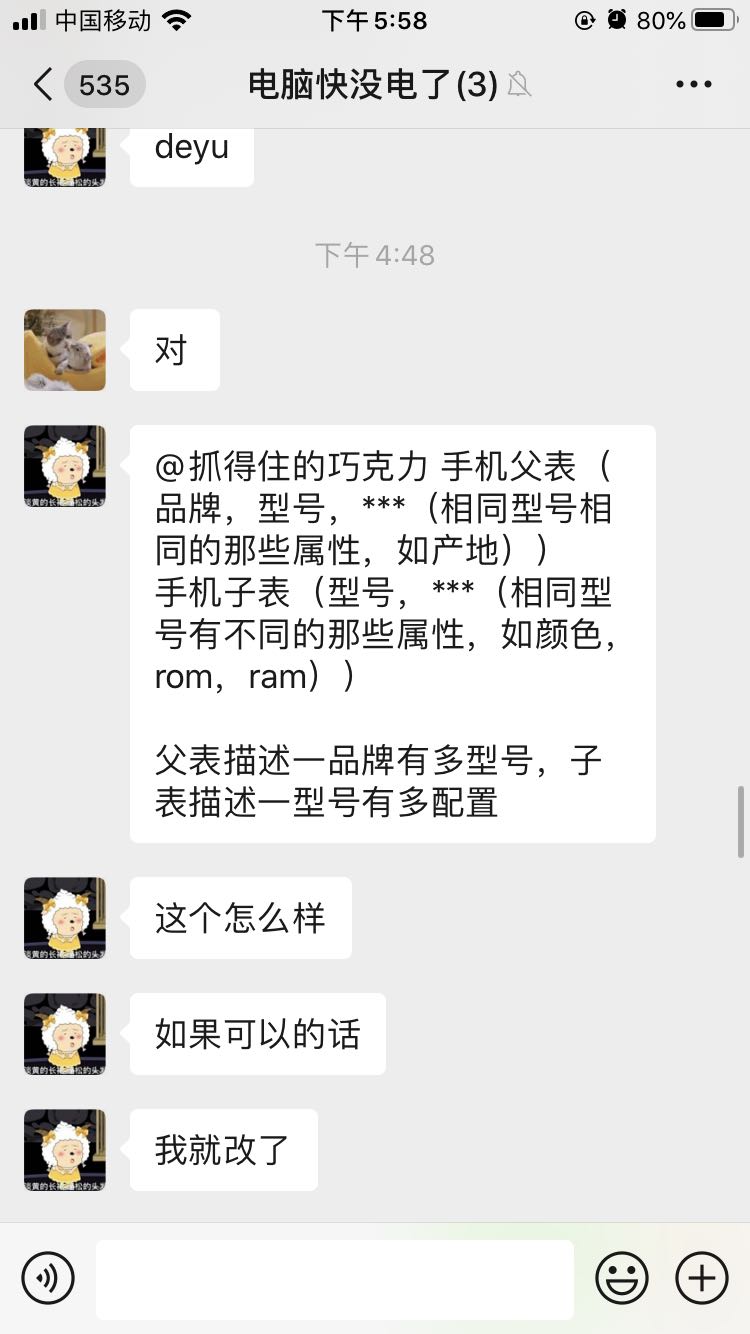 中国移动 下午5:58 80%
535 电脑快没电了(3)
deyu
下午4:48
对
@抓得住的巧克力 手机父表（
品牌，型号，***（相同型号相
同的那些属性，如产地））
手机子表（型号，***（相同型
号有不同的那些属性，如颜色，
rom，ram））
父表描述一品牌有多型号，子
表描述一型号有多配置
这个怎么样
如果可以的话
我就改了